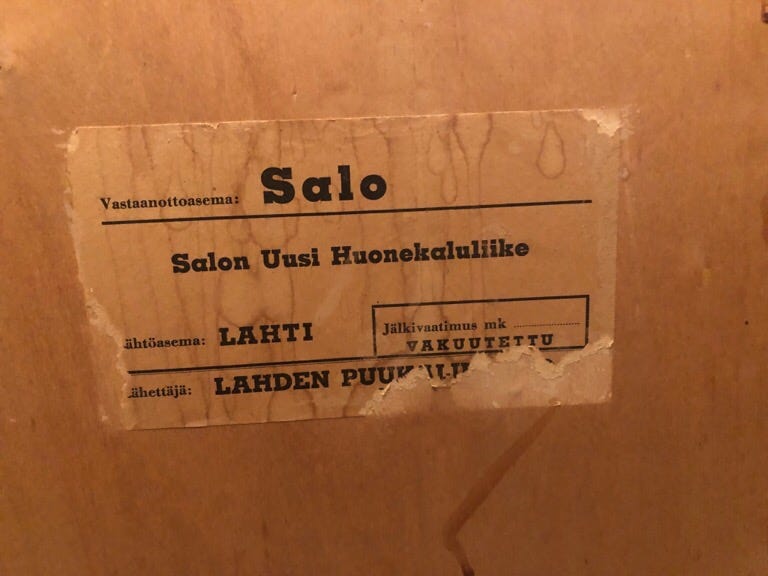 Vastaanottoasema: Salo
Salon Uusi Huonekaluliike
ähtöasema: LAHTI
Jälkivaatimus mk
VAKUUTETTU
ähettäjä: LAHDEN